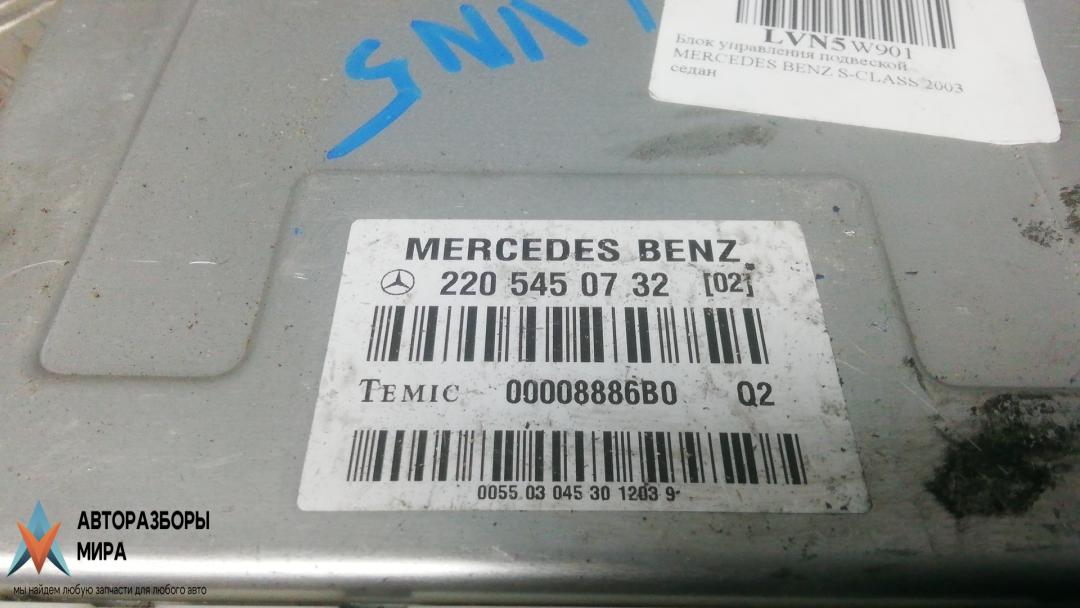 LVN5
LVN5W901
Блок управления подвеской
MERCEDES BENZ S-CLASS 2003
седан
MERCEDES BENZ
220 545 07 32 [02]
TEMIC 00008886B0 Q2
0055 03 045 30 1203 9
АВТОРАЗБОРЫ
МИРА
мы найдем любую запчасти для любого авто